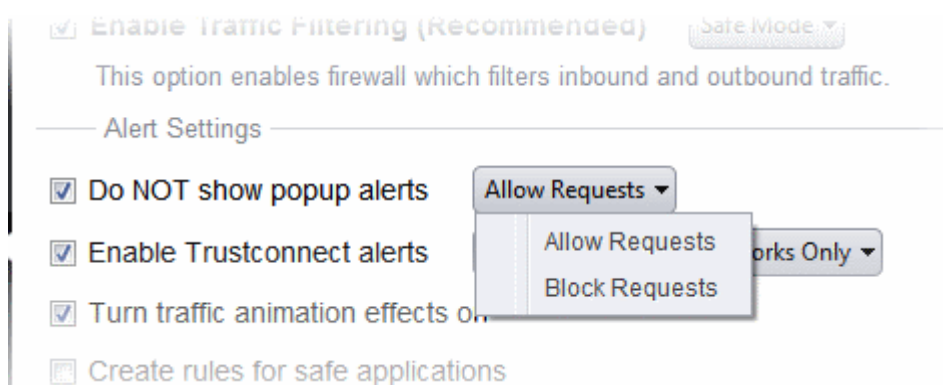 Enable Traffic Filtering (Recommended) Safe Mode
This option enables firewall which filters inbound and outbound traffic.
Alert Settings
Do NOT show popup alerts Allow Requests
Allow Requests
Enable Trustconnect alerts orks Only
Block Requests
Turn traffic animation effects on
Create rules for safe applications